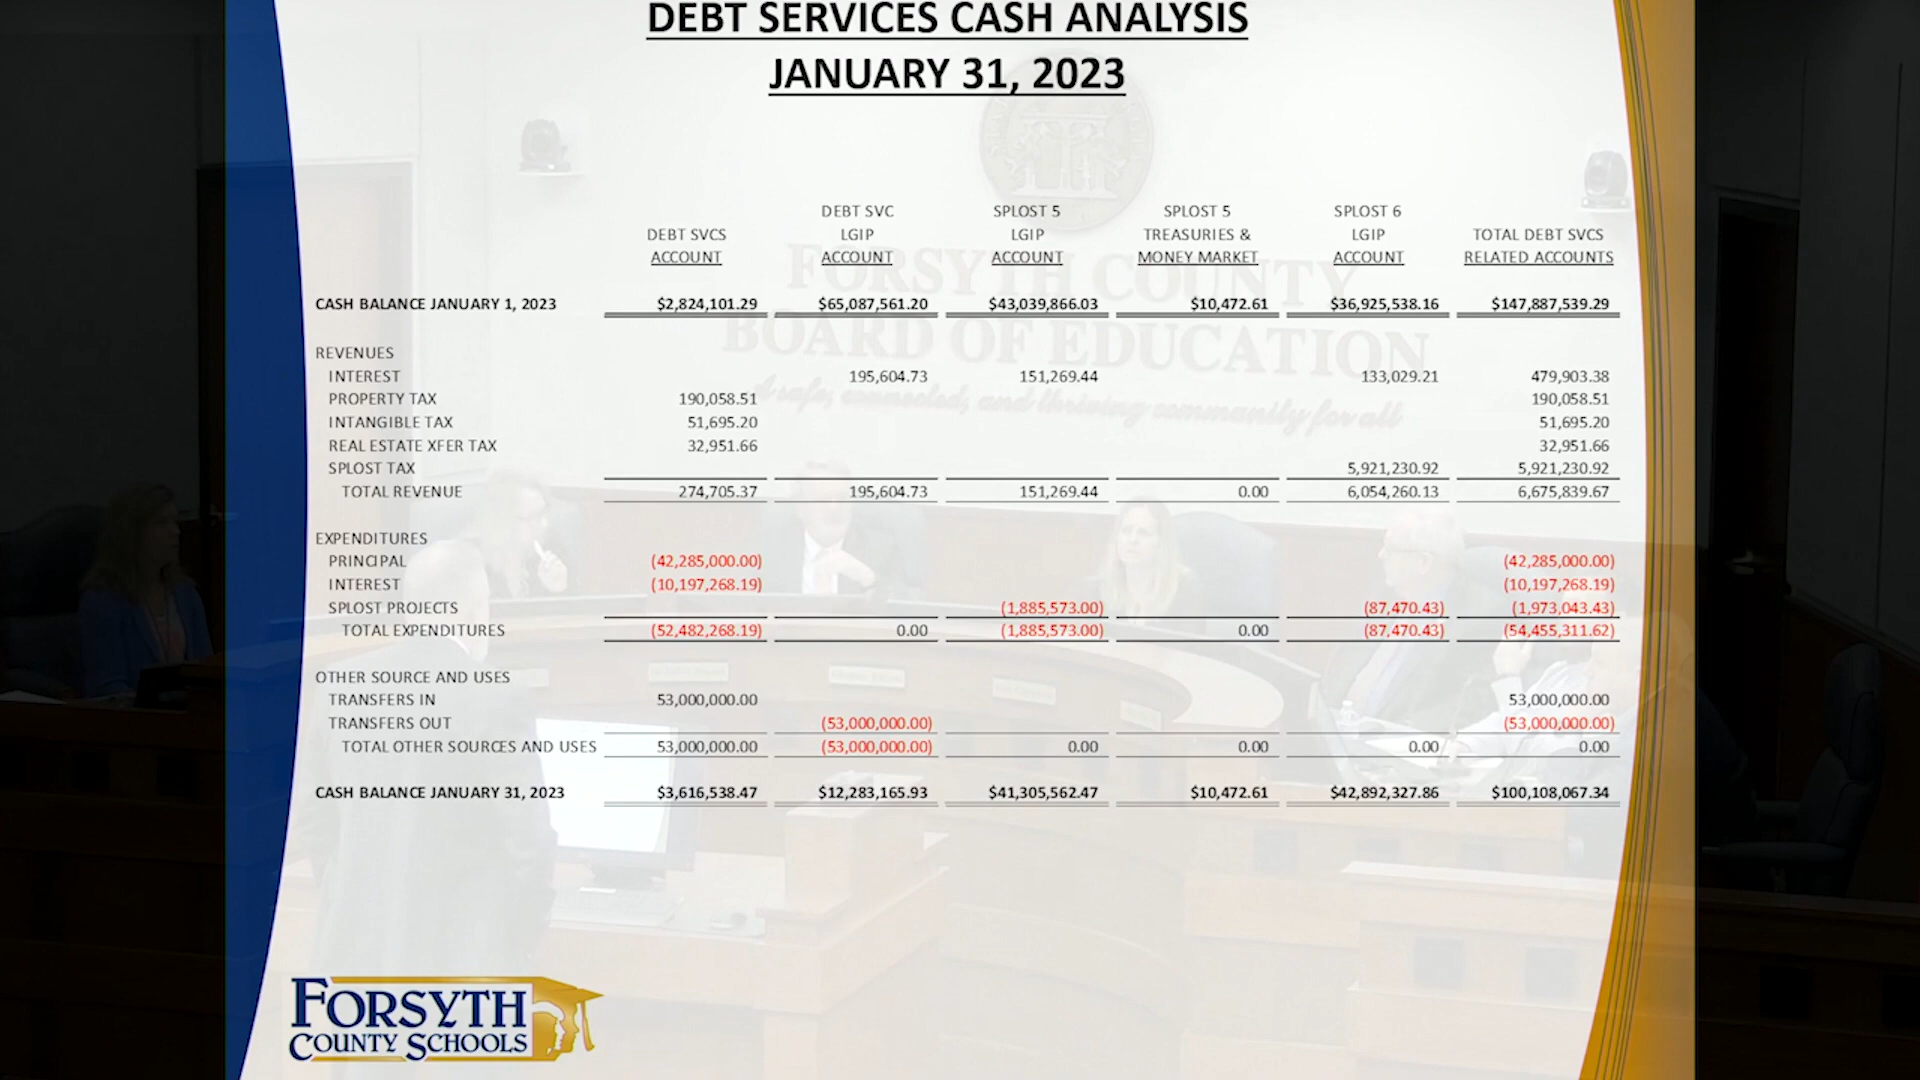 DEBT SERVICES CASH ANALYSIS
JANUARY 31, 2023
DEBT SVCS ACCOUNT
DEBT SVC LGIP ACCOUNT
SPLOST 5 LGIP ACCOUNT
SPLOST 5 TREASURIES & MONEY MARKET
SPLOST 6 LGIP ACCOUNT
TOTAL DEBT SVCS RELATED ACCOUNTS
CASH BALANCE JANUARY 1, 2023 $2,824,101.29 $65,087,561.20 $43,039,866.03 $10,472.61 $36,925,538.16 $147,887,539.29
REVENUES
INTEREST 195,604.73 151,269.44 133,029.21 479,903.38
PROPERTY TAX 190,058.51 190,058.51
INTANGIBLE TAX 51,695.20 51,695.20
REAL ESTATE XFER TAX 32,951.66 32,951.66
SPLOST TAX 5,921,230.92 5,921,230.92
TOTAL REVENUE 274,705.37 195,604.73 151,269.44 0.00 6,054,260.13 6,675,839.67
EXPENDITURES
PRINCIPAL (42,285,000.00) (42,285,000.00)
INTEREST (10,197,268.19) (10,197,268.19)
SPLOST PROJECTS (1,885,573.00) (87,470.43) (1,973,043.43)
TOTAL EXPENDITURES (52,482,268.19) 0.00 (1,885,573.00) 0.00 (87,470.43) (54,455,311.62)
OTHER SOURCE AND USES
TRANSFERS IN 53,000,000.00 53,000,000.00
TRANSFERS OUT (53,000,000.00) (53,000,000.00)
TOTAL OTHER SOURCES AND USES 53,000,000.00 (53,000,000.00) 0.00 0.00 0.00 0.00
CASH BALANCE JANUARY 31, 2023 $3,616,538.47 $12,283,165.93 $41,305,562.47 $10,472.61 $42,892,327.86 $100,108,067.34
FORSYTH COUNTY
BOARD OF EDUCATION
A safe, connected, and thriving community for all
FORSYTH
COUNTY SCHOOLS